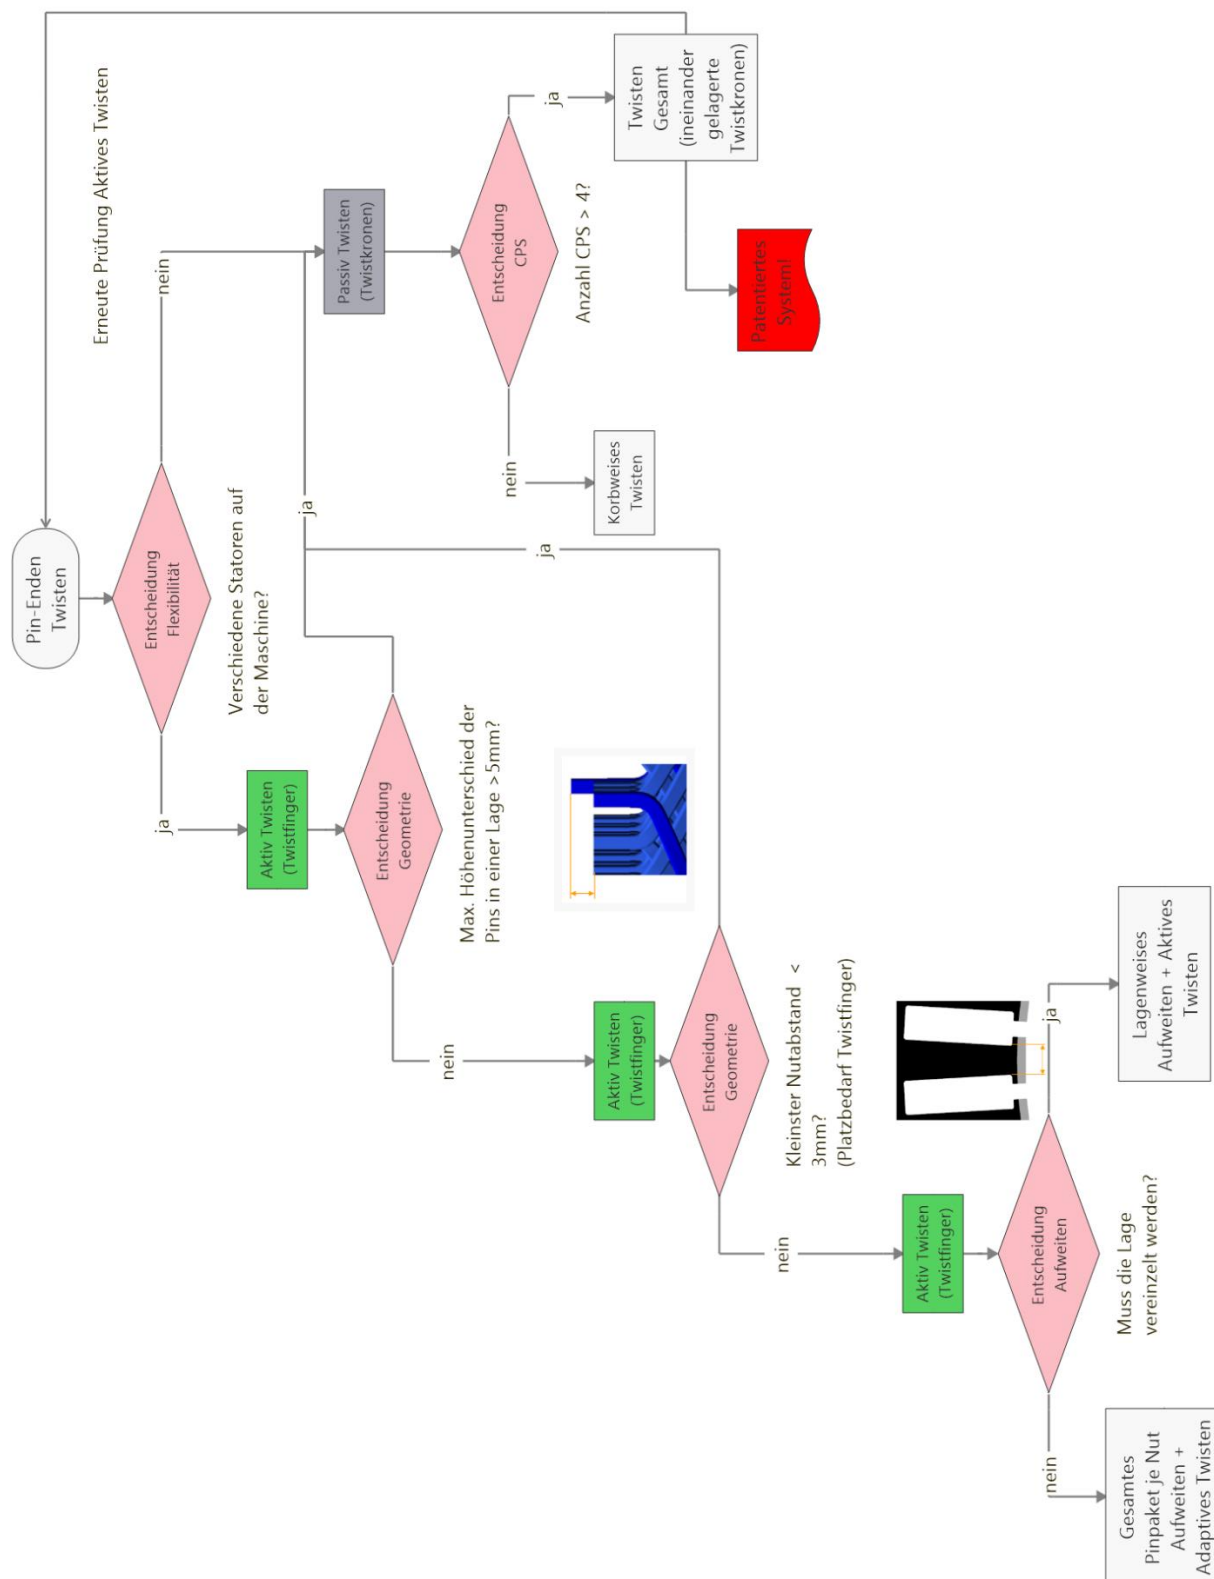 Pin-Enden
Twisten
Entscheidung
Flexibilität
Verschiedene Statoren auf
der Maschine?
Erneute Prüfung Aktives Twisten
ja
nein
Aktiv Twisten
(Twistfinger)
Entscheidung
Geometrie
Max. Höhenunterschied der
Pins in einer Lage > 5mm?
ja
nein
Passiv Twisten
(Twistkronen)
Entscheidung
CPS
Anzahl CPS > 4?
nein
ja
Korbweises
Twisten
Twisten
Gesamt
(ineinander
gelagerte
Twistkronen)
Patentiertes
System!
Aktiv Twisten
(Twistfinger)
Entscheidung
Geometrie
Kleinster Nutabstand <
3mm?
(Platzbedarf Twistfinger)
ja
nein
Aktiv Twisten
(Twistfinger)
Entscheidung
Aufweiten
Muss die Lage
vereinzelt werden?
nein
ja
Gesamtes
Pinpaket je Nut
Aufweiten +
Adaptives Twisten
Lagenweises
Aufweiten + Aktives
Twisten